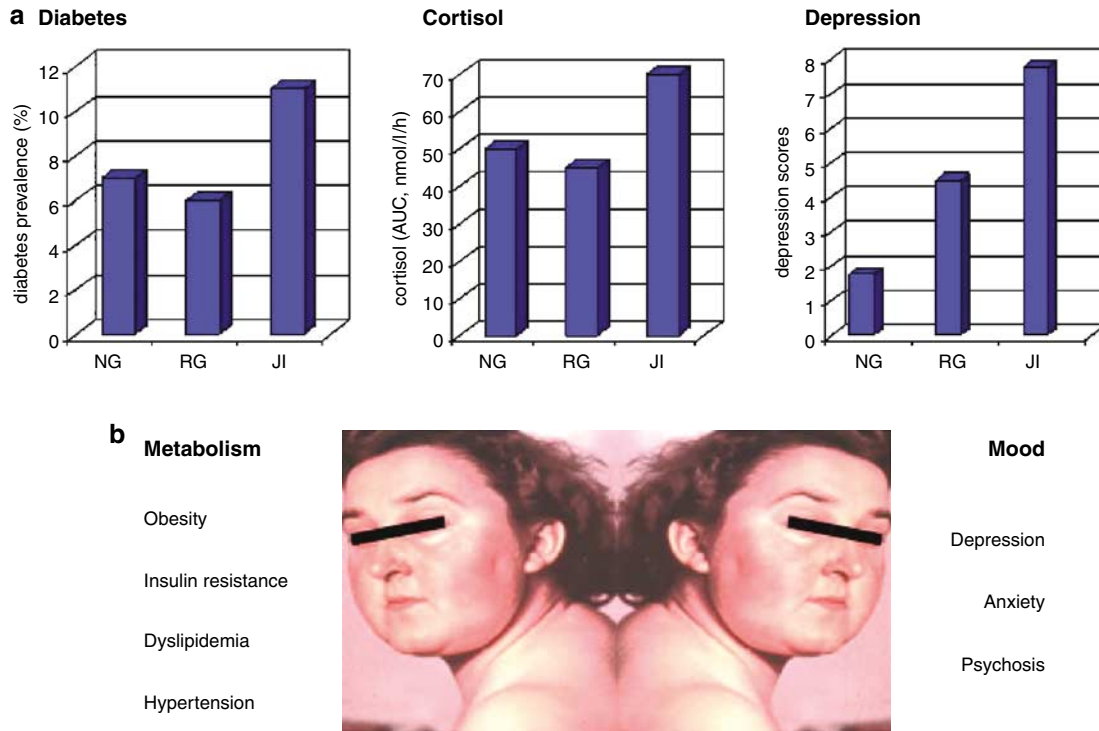 a Diabetes
diabetes prevalence (%)
12
10
8
6
4
2
0
NG RG JI
Cortisol
cortisol (AUC, nmol/l/h)
70
60
50
40
30
20
10
0
NG RG JI
Depression
depression scores
8
7
6
5
4
3
2
1
0
NG RG JI
b
Metabolism
Obesity
Insulin resistance
Dyslipidemia
Hypertension
Mood
Depression
Anxiety
Psychosis